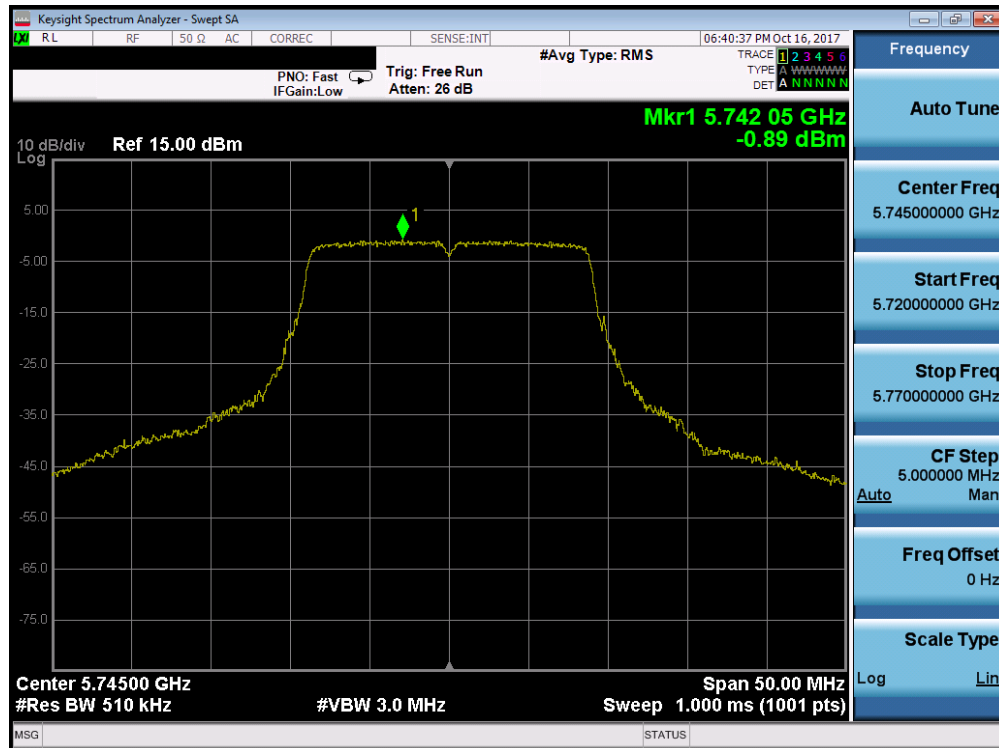 Keysight Spectrum Analyzer - Swept SA
LXI RL RF 50 Ω AC CORREC SENSE:INT 06:40:37 PM Oct 16, 2017
#Avg Type: RMS
TRACE 1 2 3 4 5 6
TYPE A WWWWW
DET A N N N N N
PNO: Fast
IFGain:Low
Trig: Free Run
Atten: 26 dB
Mkr1 5.742 05 GHz
-0.89 dBm
10 dB/div
Log
Ref 15.00 dBm
1
5.00
-5.00
-15.0
-25.0
-35.0
-45.0
-55.0
-65.0
-75.0
Center 5.74500 GHz
#Res BW 510 kHz
#VBW 3.0 MHz
Span 50.00 MHz
Sweep 1.000 ms (1001 pts)
MSG
STATUS
Frequency
Auto Tune
Center Freq
5.745000000 GHz
Start Freq
5.720000000 GHz
Stop Freq
5.770000000 GHz
CF Step
5.000000 MHz
Auto Man
Freq Offset
0 Hz
Scale Type
Log Lin